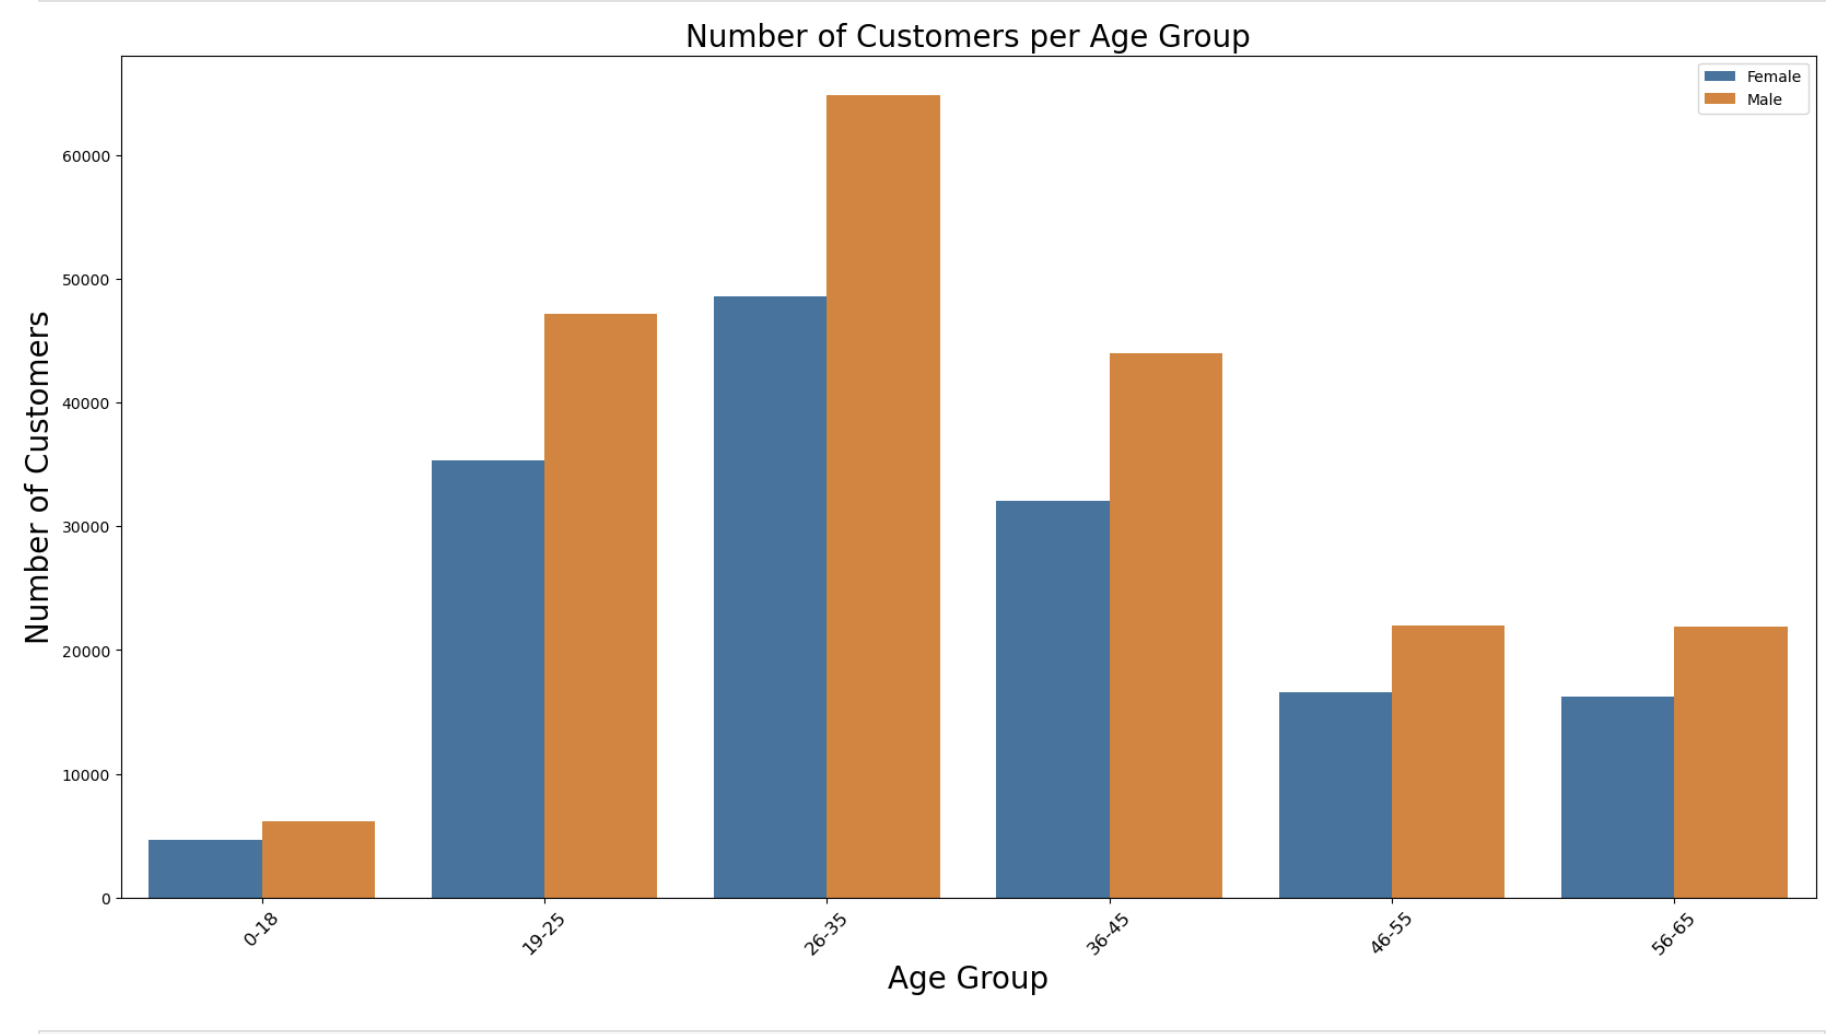 Number of Customers per Age Group
Female
Male
Number of Customers
60000
50000
40000
30000
20000
10000
0
0-18
19-25
26-35
36-45
46-55
56-65
Age Group